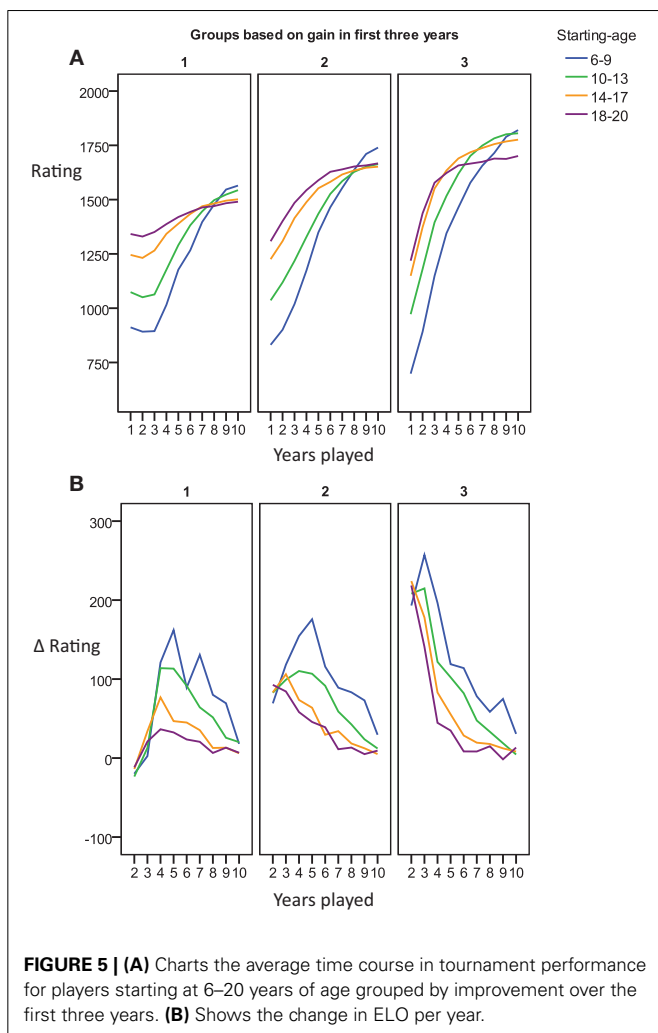 Groups based on gain in first three years
Starting-age
6-9
10-13
14-17
18-20
A
1 2 3
Rating
2000
1750
1500
1250
1000
750
1 2 3 4 5 6 7 8 9 10 1 2 3 4 5 6 7 8 9 10 1 2 3 4 5 6 7 8 9 10
Years played
B
1 2 3
Δ Rating
300
200
100
0
-100
2 3 4 5 6 7 8 9 10 2 3 4 5 6 7 8 9 10 2 3 4 5 6 7 8 9 10
Years played
FIGURE 5 | (A) Charts the average time course in tournament performance
for players starting at 6–20 years of age grouped by improvement over the
first three years. (B) Shows the change in ELO per year.